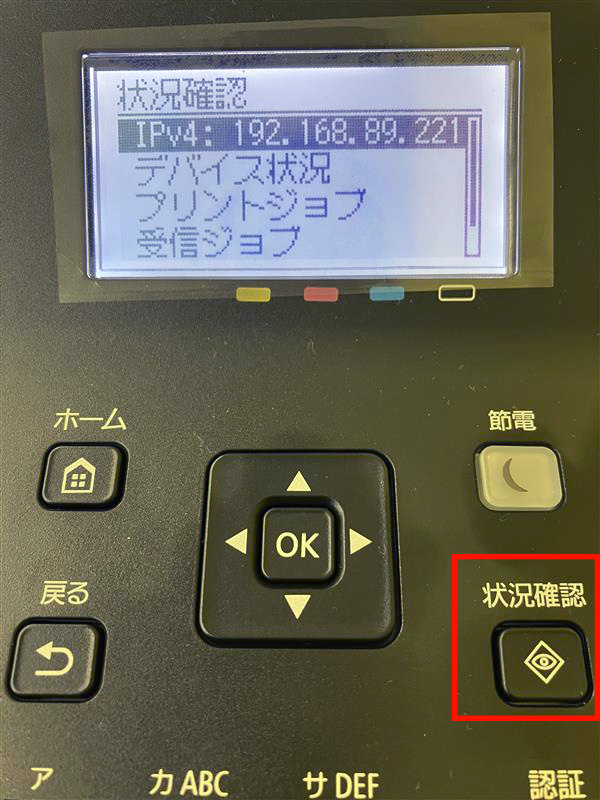 状況確認
IPv4: 192.168.89.221
デバイス状況
プリントジョブ
受信ジョブ
ホーム
節電
OK
戻る
状況確認
ア
カ ABC
サ DEF
認証